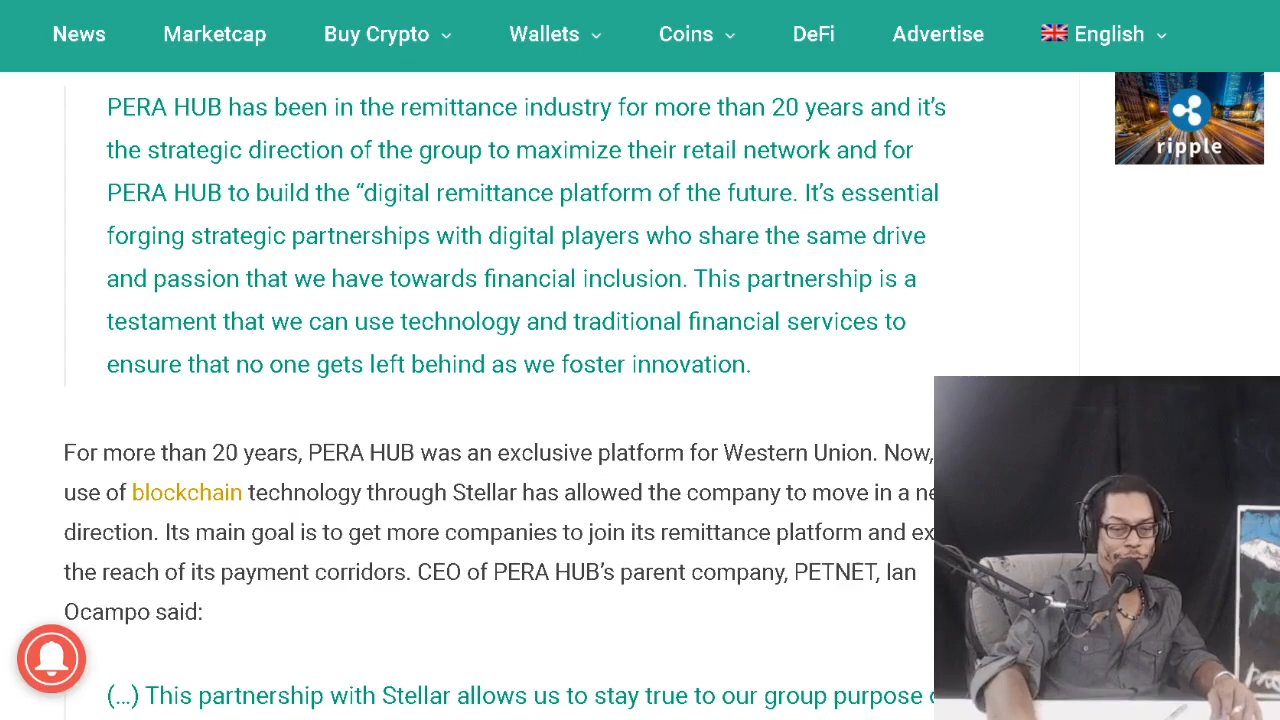 News Marketcap Buy Crypto Wallets Coins DeFi Advertise English
PERA HUB has been in the remittance industry for more than 20 years and it’s
the strategic direction of the group to maximize their retail network and for
PERA HUB to build the “digital remittance platform of the future. It’s essential
forging strategic partnerships with digital players who share the same drive
and passion that we have towards financial inclusion. This partnership is a
testament that we can use technology and traditional financial services to
ensure that no one gets left behind as we foster innovation.
ripple
For more than 20 years, PERA HUB was an exclusive platform for Western Union. Now,
use of blockchain technology through Stellar has allowed the company to move in a
direction. Its main goal is to get more companies to join its remittance platform and
the reach of its payment corridors. CEO of PERA HUB’s parent company, PETNET, Ian
Ocampo said:
(…) This partnership with Stellar allows us to stay true to our group purpose